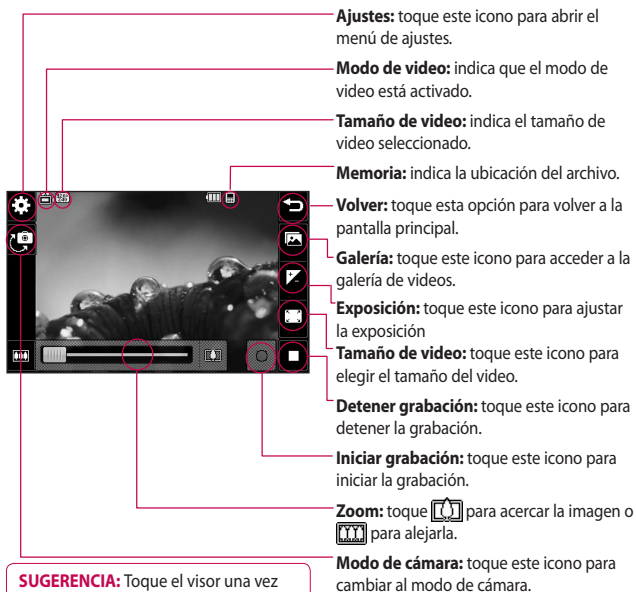 Ajustes: toque este icono para abrir el
menú de ajustes.
Modo de video: indica que el modo de
video está activado.
Tamaño de video: indica el tamaño de
video seleccionado.
Memoria: indica la ubicación del archivo.
Volver: toque esta opción para volver a la
pantalla principal.
Galería: toque este icono para acceder a la
galería de videos.
Exposición: toque este icono para ajustar
la exposición
Tamaño de video: toque este icono para
elegir el tamaño del video.
Detener grabación: toque este icono para
detener la grabación.
Iniciar grabación: toque este icono para
iniciar la grabación.
Zoom: toque para acercar la imagen o
para alejarla.
Modo de cámara: toque este icono para
cambiar al modo de cámara.
SUGERENCIA: Toque el visor una vez